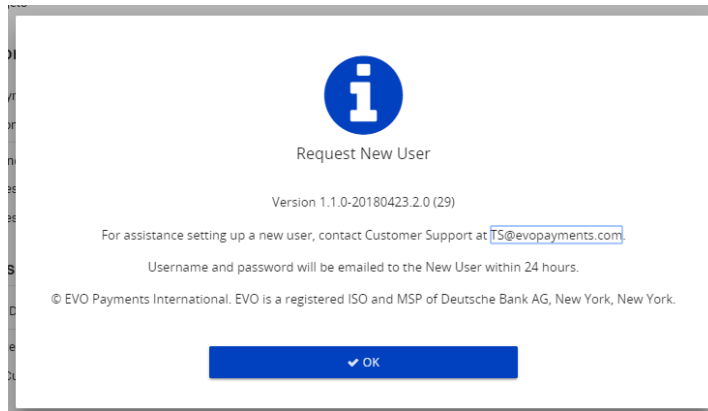 Request New User
Version 1.1.0-20180423.2.0 (29)
For assistance setting up a new user, contact Customer Support at TS@evopayments.com.
Username and password will be emailed to the New User within 24 hours.
© EVO Payments International. EVO is a registered ISO and MSP of Deutsche Bank AG, New York, New York.
✔ OK